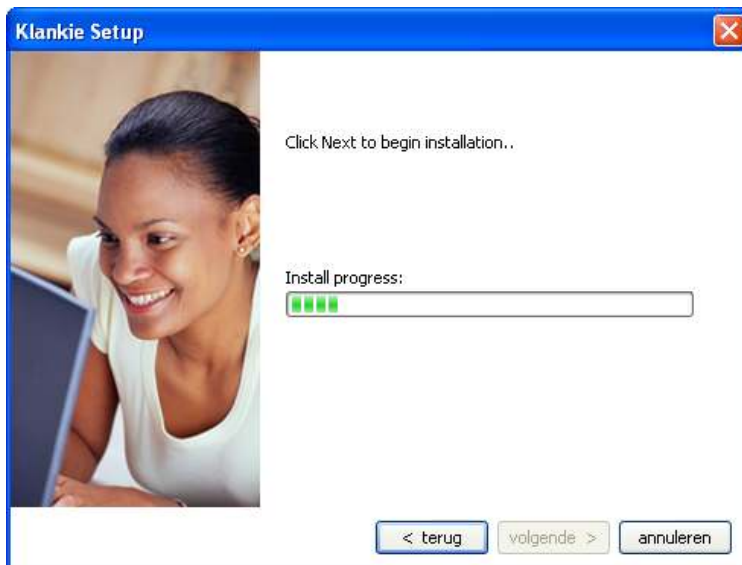 Klankie Setup
Click Next to begin installation..
Install progress:
< terug
volgende >
annuleren